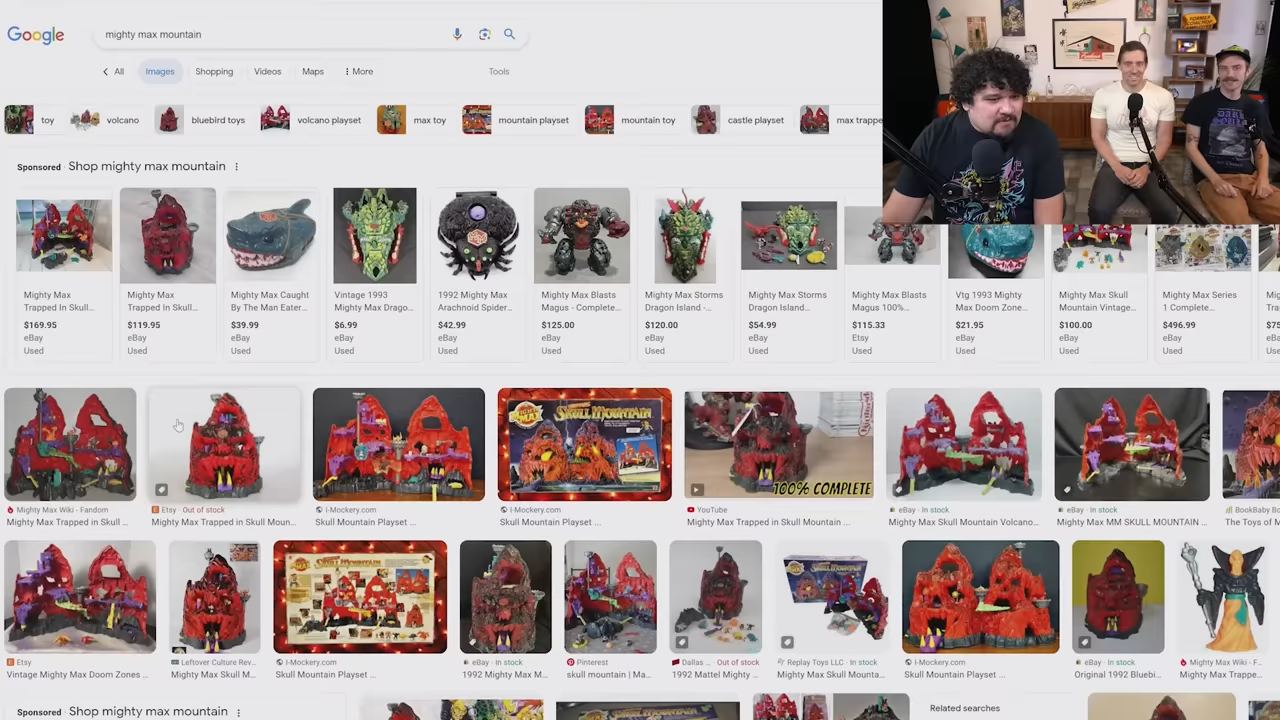 Google
mighty max mountain
All
Images
Shopping
Videos
Maps
More
Tools
toy
volcano
bluebird toys
volcano playset
max toy
mountain playset
mountain toy
castle playset
max trappe
Sponsored · Shop mighty max mountain
Mighty Max
Trapped In Skull...
$169.95
eBay
Used
Mighty Max
Trapped In Skull...
$119.95
eBay
Used
Mighty Max Caught
By The Man Eater...
$39.99
eBay
Used
Vintage 1993
Mighty Max Drago...
$6.99
eBay
Used
1992 Mighty Max
Arachnoid Spider...
$42.99
eBay
Used
Mighty Max Blasts
Magus - Complete...
$125.00
eBay
Used
Mighty Max Storms
Dragon Island -...
$120.00
eBay
Used
Mighty Max Storms
Dragon Island...
$54.99
eBay
Used
Mighty Max Blasts
Magus 100%...
$115.33
Etsy
Used
Vtg 1993 Mighty
Max Doom Zone...
$21.95
eBay
Used
Mighty Max Skull
Mountain Vintage...
$100.00
eBay
Used
Mighty Max Series
1 Complete...
$496.99
eBay
Used
Mig
Tra
$75
eBa
Use
MIGHTY MAX
SKULL MOUNTAIN
100% COMPLETE
Mighty Max Wiki - Fandom
Mighty Max Trapped in Skull ...
Etsy · Out of stock
Mighty Max Trapped in Skull Moun...
I-Mockery.com
Skull Mountain Playset ...
I-Mockery.com
Skull Mountain Playset ...
YouTube
Mighty Max Trapped in Skull Mountain ...
eBay · In stock
Mighty Max Skull Mountain Volcano...
eBay · In stock
Mighty Max MM SKULL MOUNTAIN ...
BookBaby Bo
The Toys of M
Etsy
Vintage Mighty Max Doom Zones ...
Leftover Culture Rev...
Mighty Max Skull M...
I-Mockery.com
Skull Mountain Playset ...
eBay · In stock
1992 Mighty Max M...
Pinterest
skull mountain | Ma...
Dallas ... · Out of stock
1992 Mattel Mighty ...
Replay Toys LLC · In stock
Mighty Max Skull Mounta...
I-Mockery.com
Skull Mountain Playset ...
eBay · In stock
Original 1992 Bluebi...
Mighty Max Wiki - F...
Mighty Max Trappe...
Sponsored · Shop mighty max mountain
Related searches